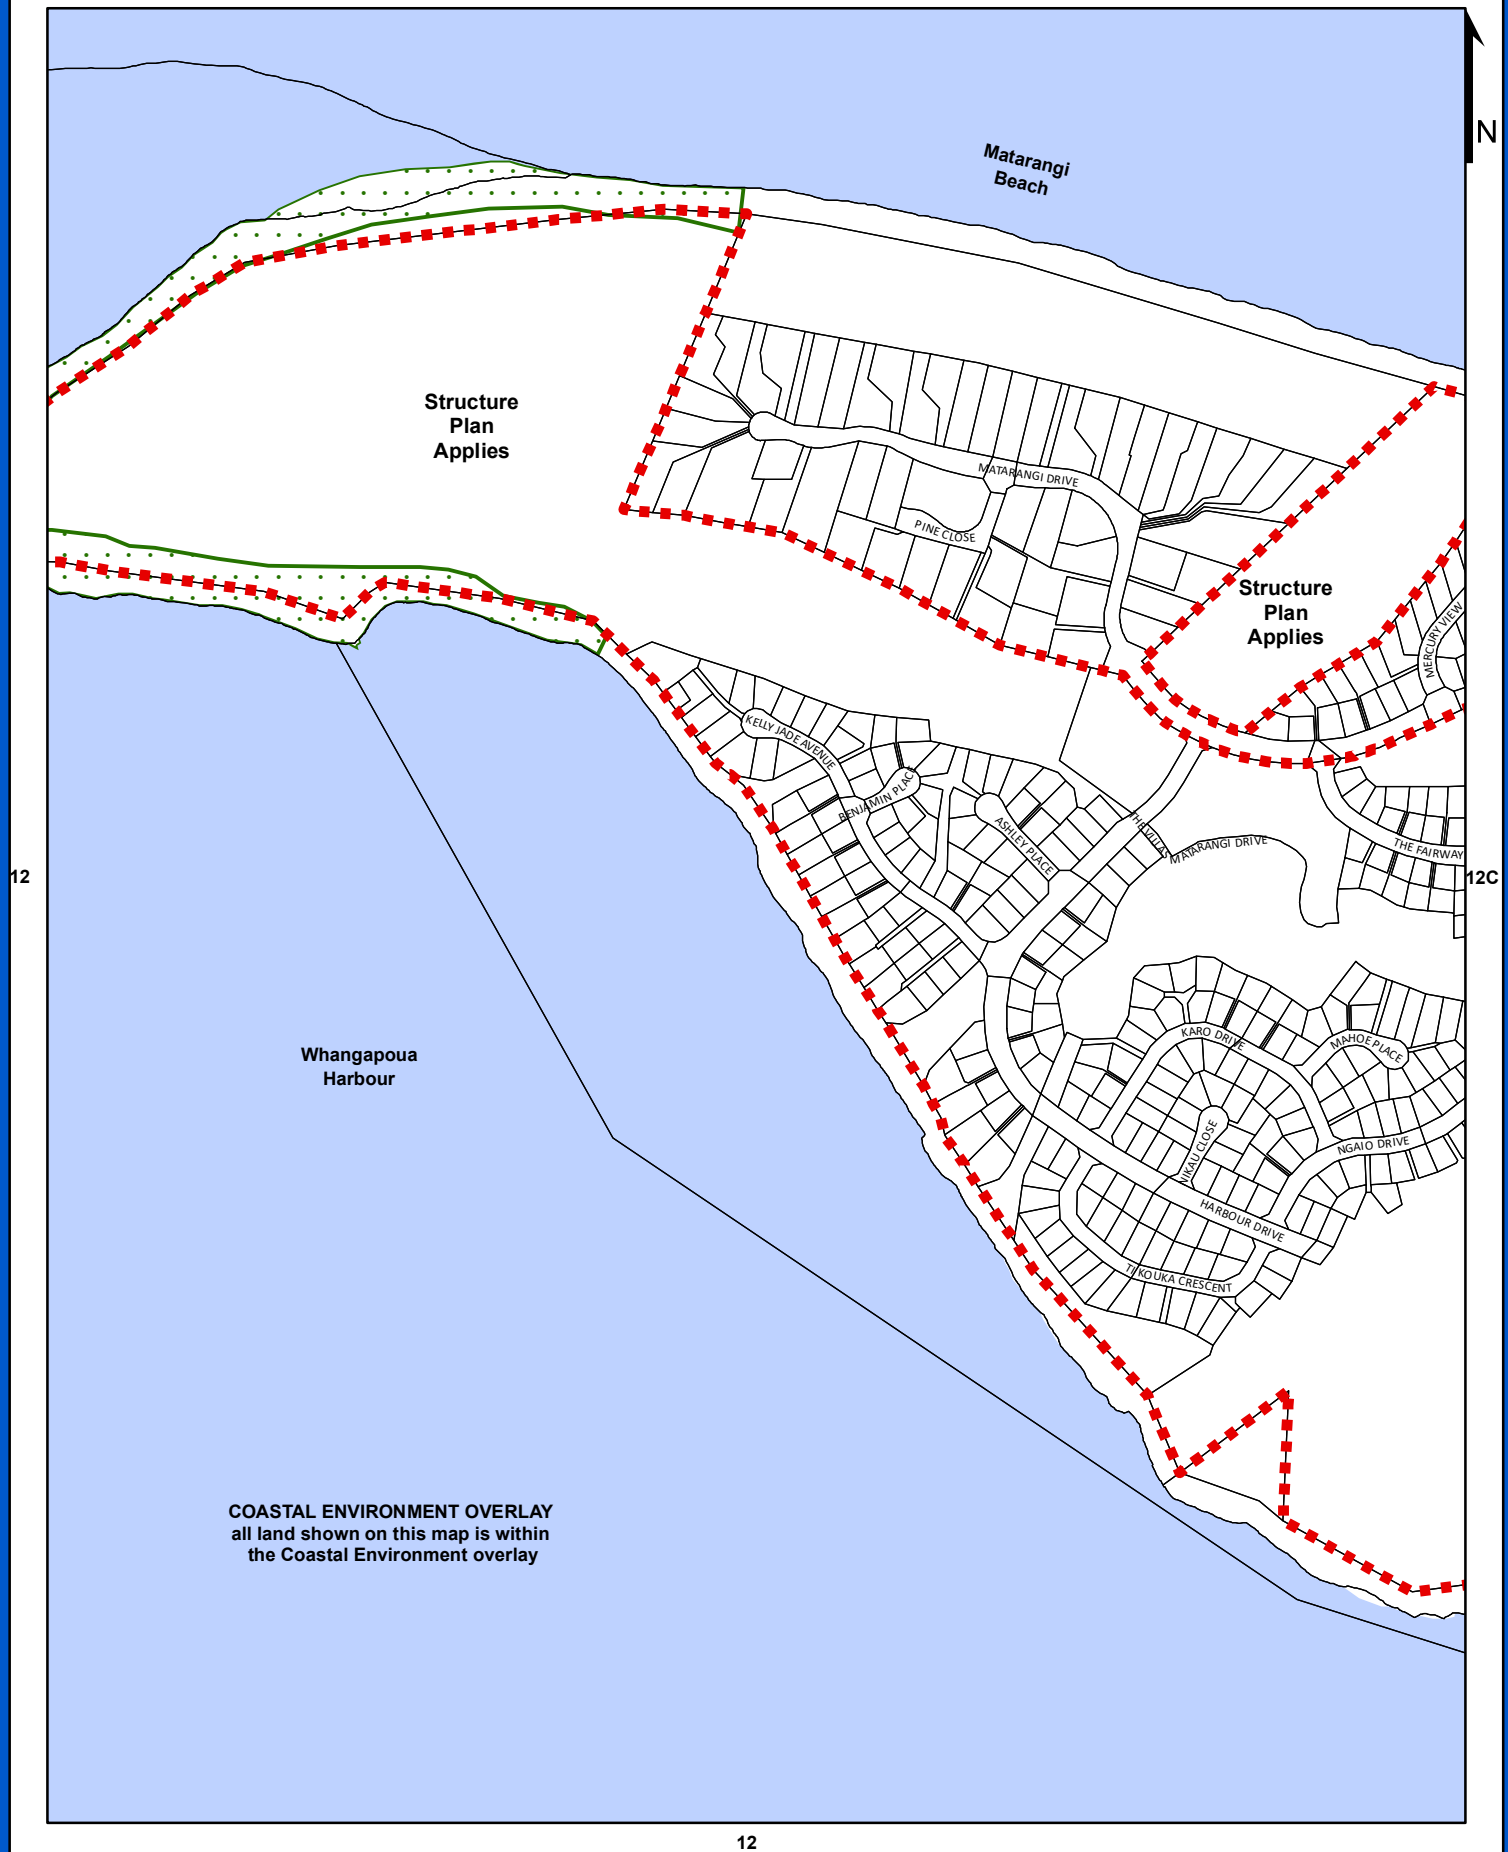 N
Matarangi
Beach
Structure
Plan
Applies
MATARANGI DRIVE
PINE CLOSE
Structure
Plan
Applies
MERCURY VIEW
KELLY JADE AVENUE
BENJAMIN PLACE
ASHLEY PLACE
THE VILLAS
MATARANGI DRIVE
THE FAIRWAY
12
12C
Whangapoua
Harbour
KARO DRIVE
MAHOE PLACE
NIKAU CLOSE
NGAIO DRIVE
HARBOUR DRIVE
TI KOUKA CRESCENT
COASTAL ENVIRONMENT OVERLAY
all land shown on this map is within
the Coastal Environment overlay
12